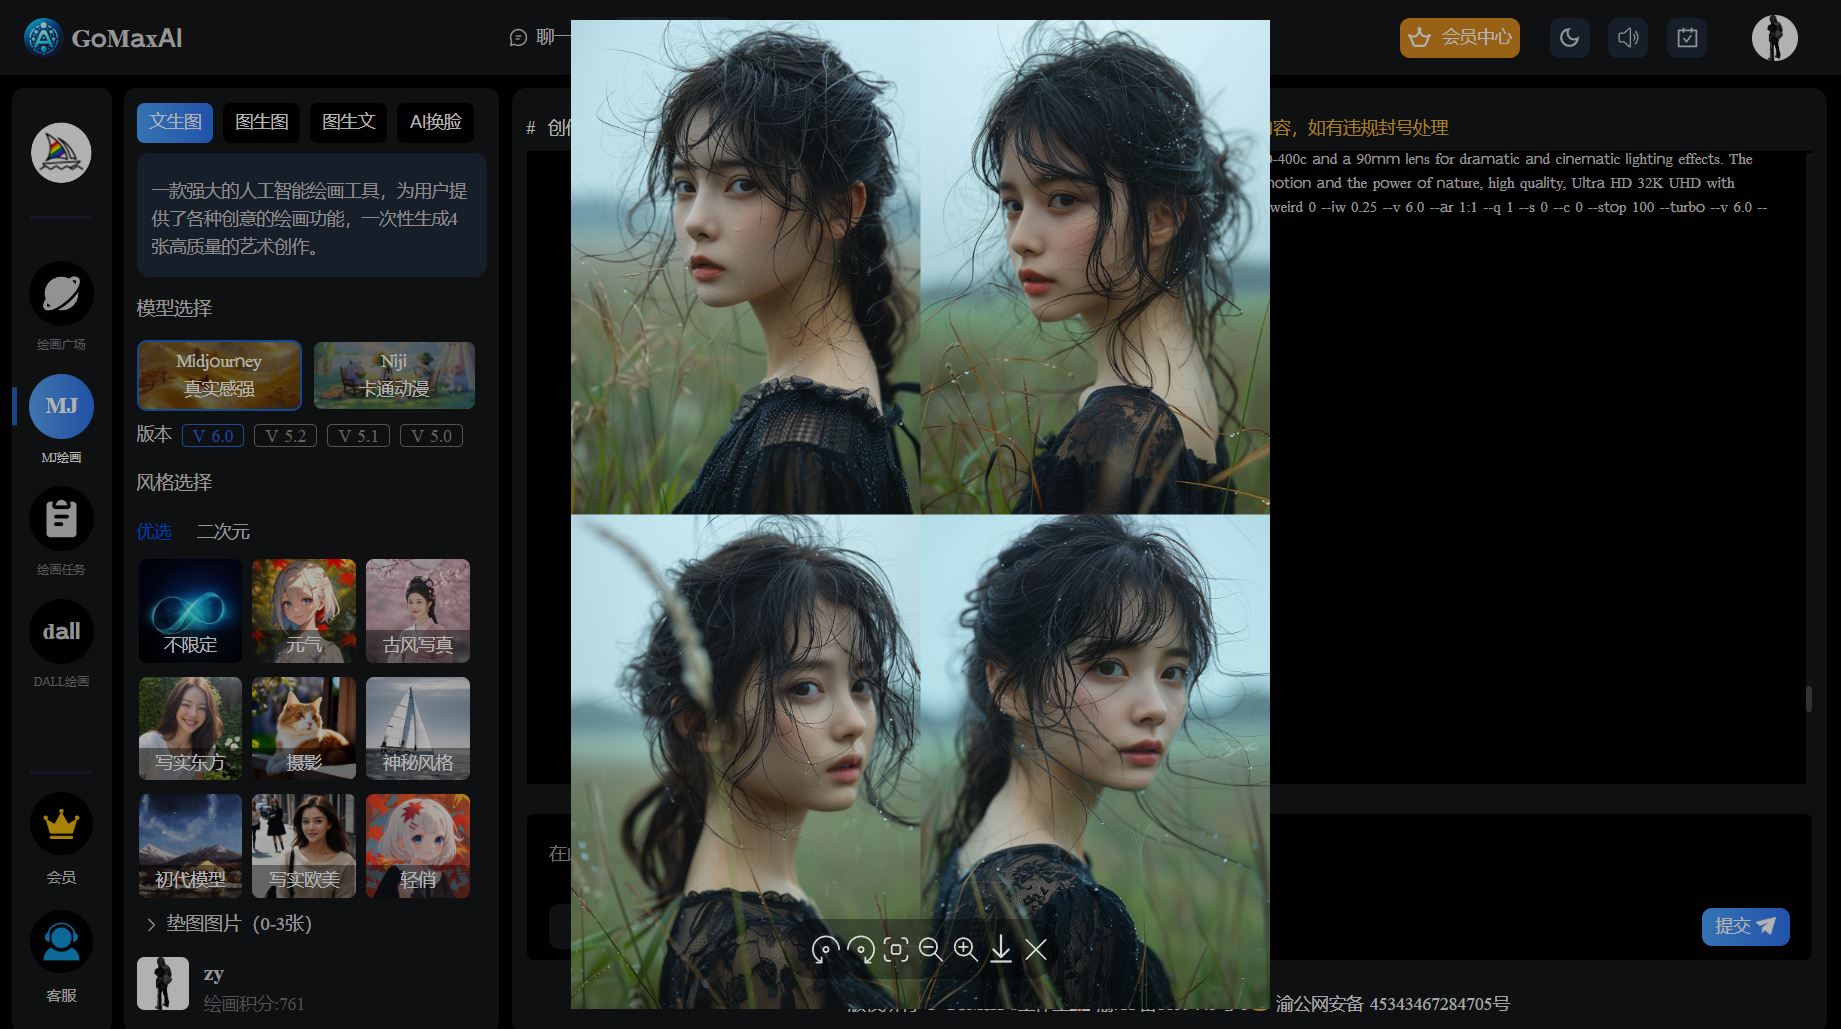 GoMaxAI
聊一
会员中心
文生图
图生图
图生文
AI换脸
一款强大的人工智能绘画工具，为用户提
供了各种创意的绘画功能，一次性生成4
张高质量的艺术创作。
模型选择
Midjourney
真实感强
Niji
卡通动漫
版本
V 6.0
V 5.2
V 5.1
V 5.0
风格选择
优选
二次元
不限定
元气
古风写真
写实东方
摄影
神秘风格
初代模型
写实欧美
轻俏
垫图图片（0-3张）
zy
绘画积分:761
绘画广场
MJ
MJ绘画
绘画任务
dall
DALL绘画
会员
客服
# 创
容，如有违规封号处理
-400c and a 90mm lens for dramatic and cinematic lighting effects. The
motion and the power of nature, high quality, Ultra HD 32K UHD with
weird 0 --iw 0.25 --v 6.0 --ar 1:1 --q 1 --s 0 --c 0 --stop 100 --turbo --v 6.0 --
在
提交
渝公网安备 45343467284705号